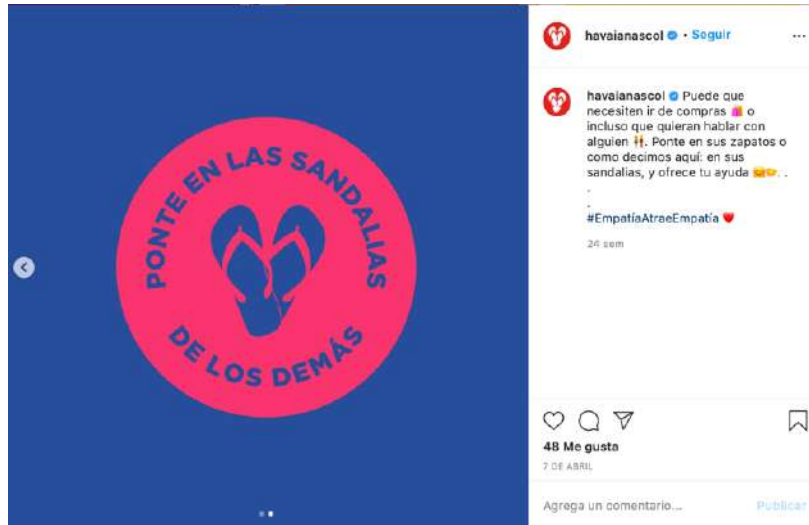 PONTE EN LAS SANDALIAS
DE LOS DEMÁS
havaianascol • Seguir
havaianascol Puede que
necesiten ir de compras 🛍️ o
incluso que quieran hablar con
alguien 👭. Ponte en sus zapatos o
como decimos aquí: en sus
sandalias, y ofrece tu ayuda 🤗🤝. .
.
.
#EmpatíaAtraeEmpatía ❤️
24 sem
48 Me gusta
7 DE ABRIL
Agrega un comentario... Publicar